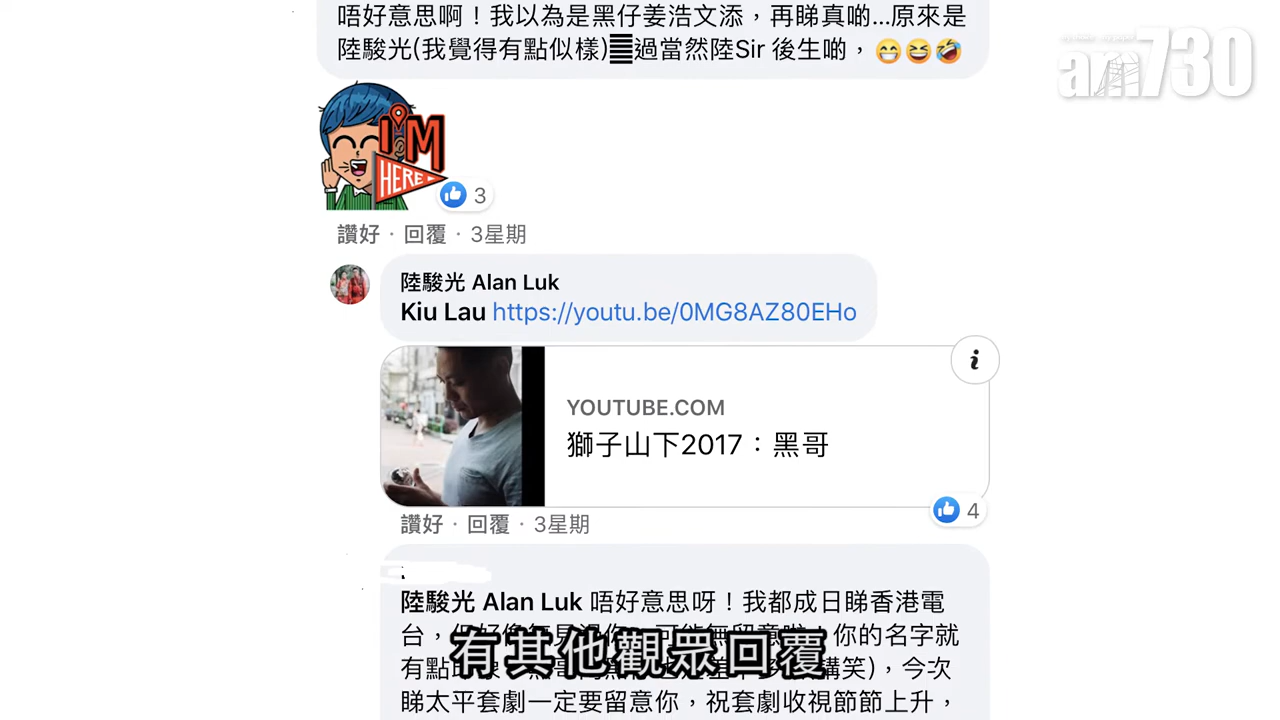 唔好意思啊！我以為是黑仔姜浩文添，再睇真啲...原來是
陸駿光(我覺得有點似樣) 過當然陸Sir 後生啲，😁😆🤣
am730
I'M
HERE
3
讚好 · 回覆 · 3星期
陸駿光 Alan Luk
Kiu Lau https://youtu.be/0MG8AZ80EHo
YOUTUBE.COM
獅子山下2017：黑哥
4
讚好 · 回覆 · 3星期
陸駿光 Alan Luk 唔好意思呀！我都成日睇香港電
台，
你的名字就
有其他觀眾回覆
有點
講笑)，今次
睇太平套劇一定要留意你，祝套劇收視節節上升，